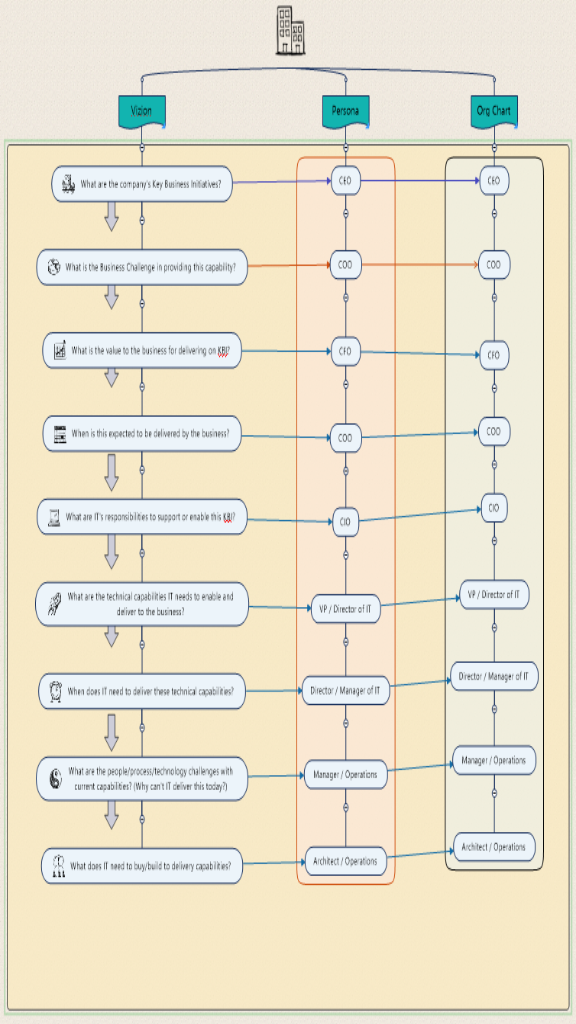 Vizion
Persona
Org Chart
What are the company's Key Business Initiatives?
CEO
CEO
What is the Business Challenge in providing this capability?
COO
COO
What is the value to the business for delivering on KBI?
CFO
CFO
When is this expected to be delivered by the business?
COO
COO
What are IT's responsibilities to support or enable this KBI?
CIO
CIO
What are the technical capabilities IT needs to enable and
deliver to the business?
VP / Director of IT
VP / Director of IT
When does IT need to deliver these technical capabilities?
Director / Manager of IT
Director / Manager of IT
What are the people/process/technology challenges with
current capabilities? (Why can't IT deliver this today?)
Manager / Operations
Manager / Operations
What does IT need to buy/build to delivery capabilities?
Architect / Operations
Architect / Operations